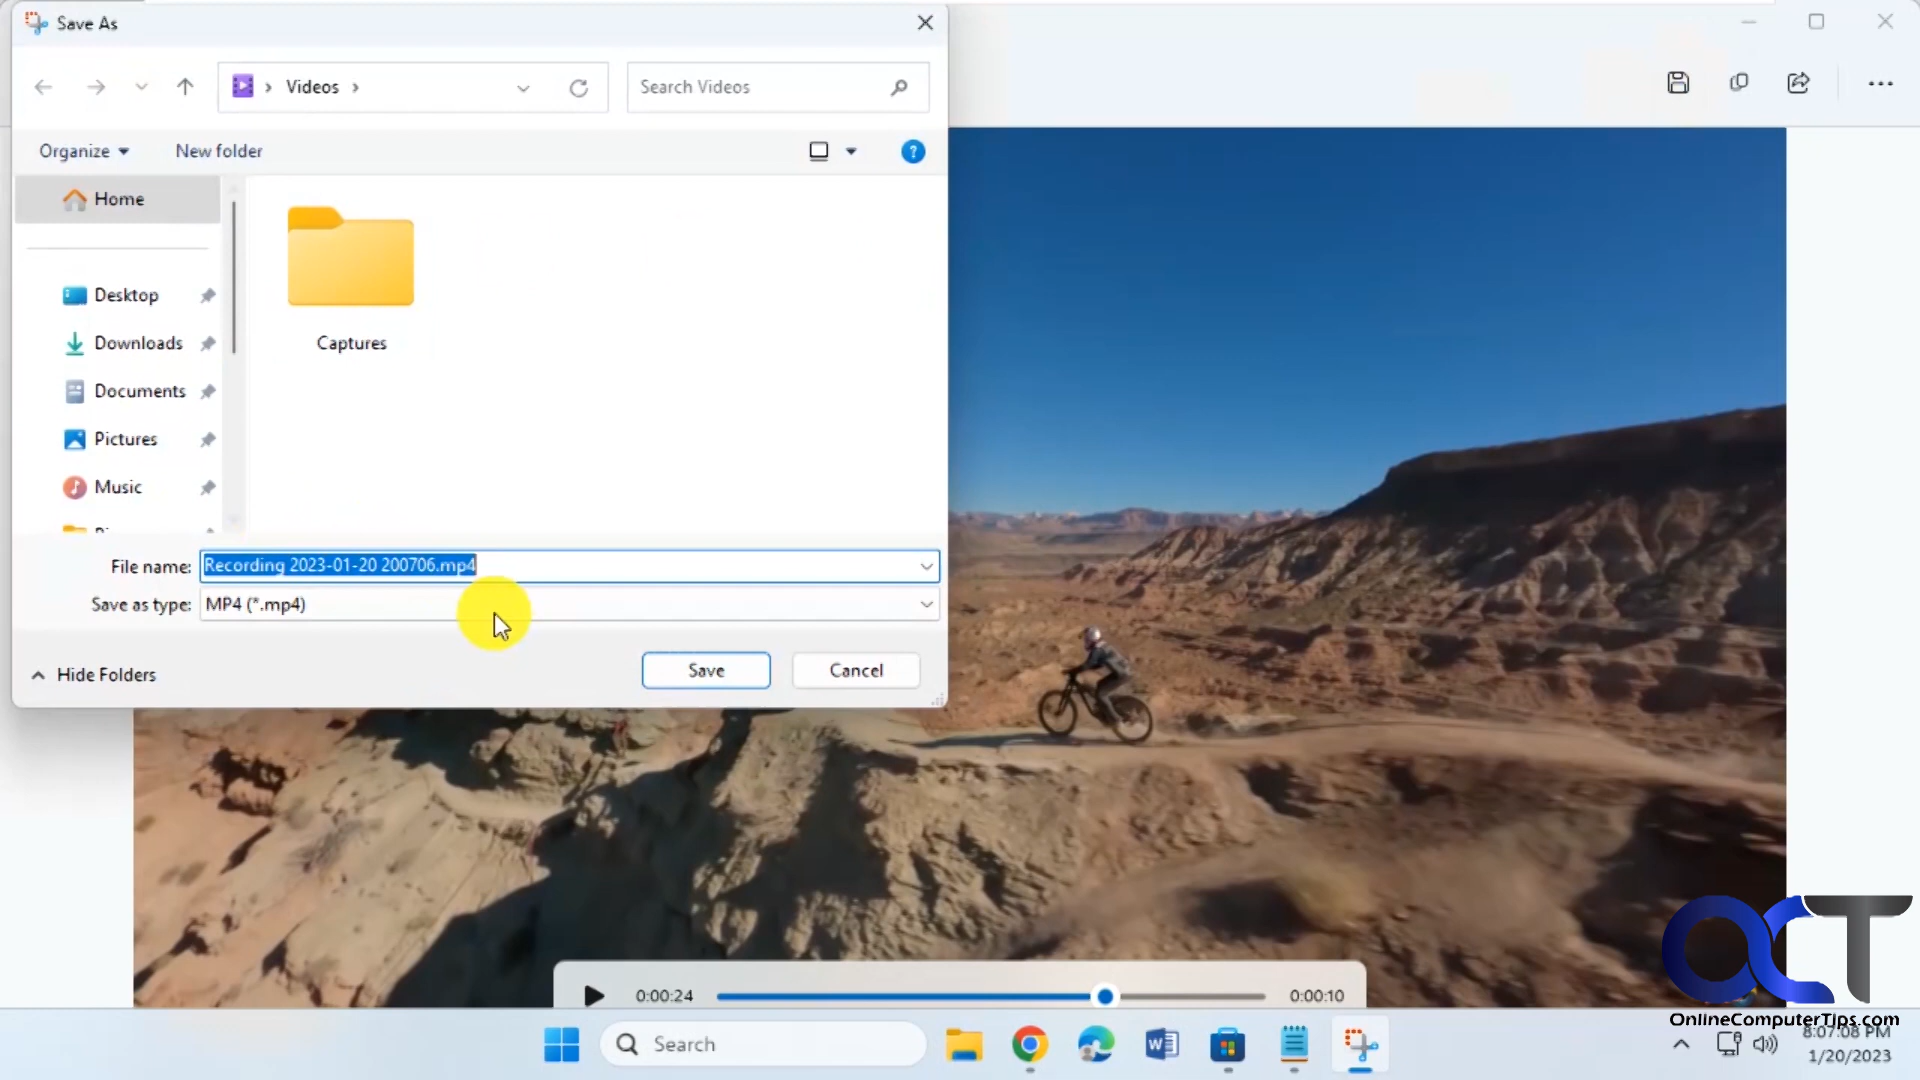 Save As
Videos
Search Videos
Organize
New folder
?
Home
Desktop
Captures
Downloads
Documents
Pictures
Music
File name: Recording 2023-01-20 200706.mp4
Save as type: MP4 (*.mp4)
Hide Folders
Save
Cancel
0:00:24
0:00:10
OCT
OnlineComputerTips.com
Search
W
8:07:08 PM
1/20/2023